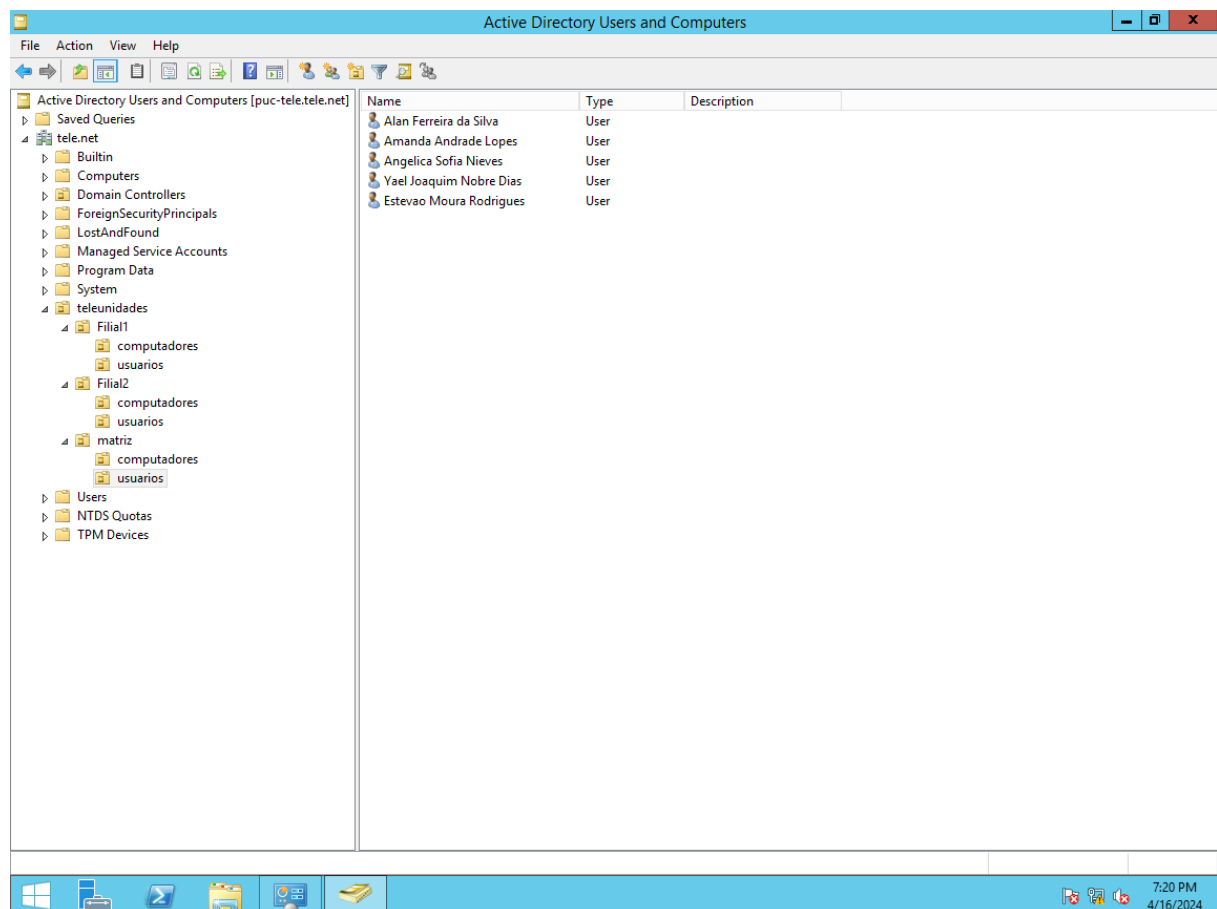 Active Directory Users and Computers
File Action View Help
Active Directory Users and Computers [puc-tele.tele.net]
Saved Queries
tele.net
Builtin
Computers
Domain Controllers
ForeignSecurityPrincipals
LostAndFound
Managed Service Accounts
Program Data
System
teleunidades
Filial1
computadores
usuarios
Filial2
computadores
usuarios
matriz
computadores
usuarios
Users
NTDS Quotas
TPM Devices
Name Type Description
Alan Ferreira da Silva User
Amanda Andrade Lopes User
Angelica Sofia Nieves User
Yael Joaquim Nobre Dias User
Estevao Moura Rodrigues User
7:20 PM
4/16/2024